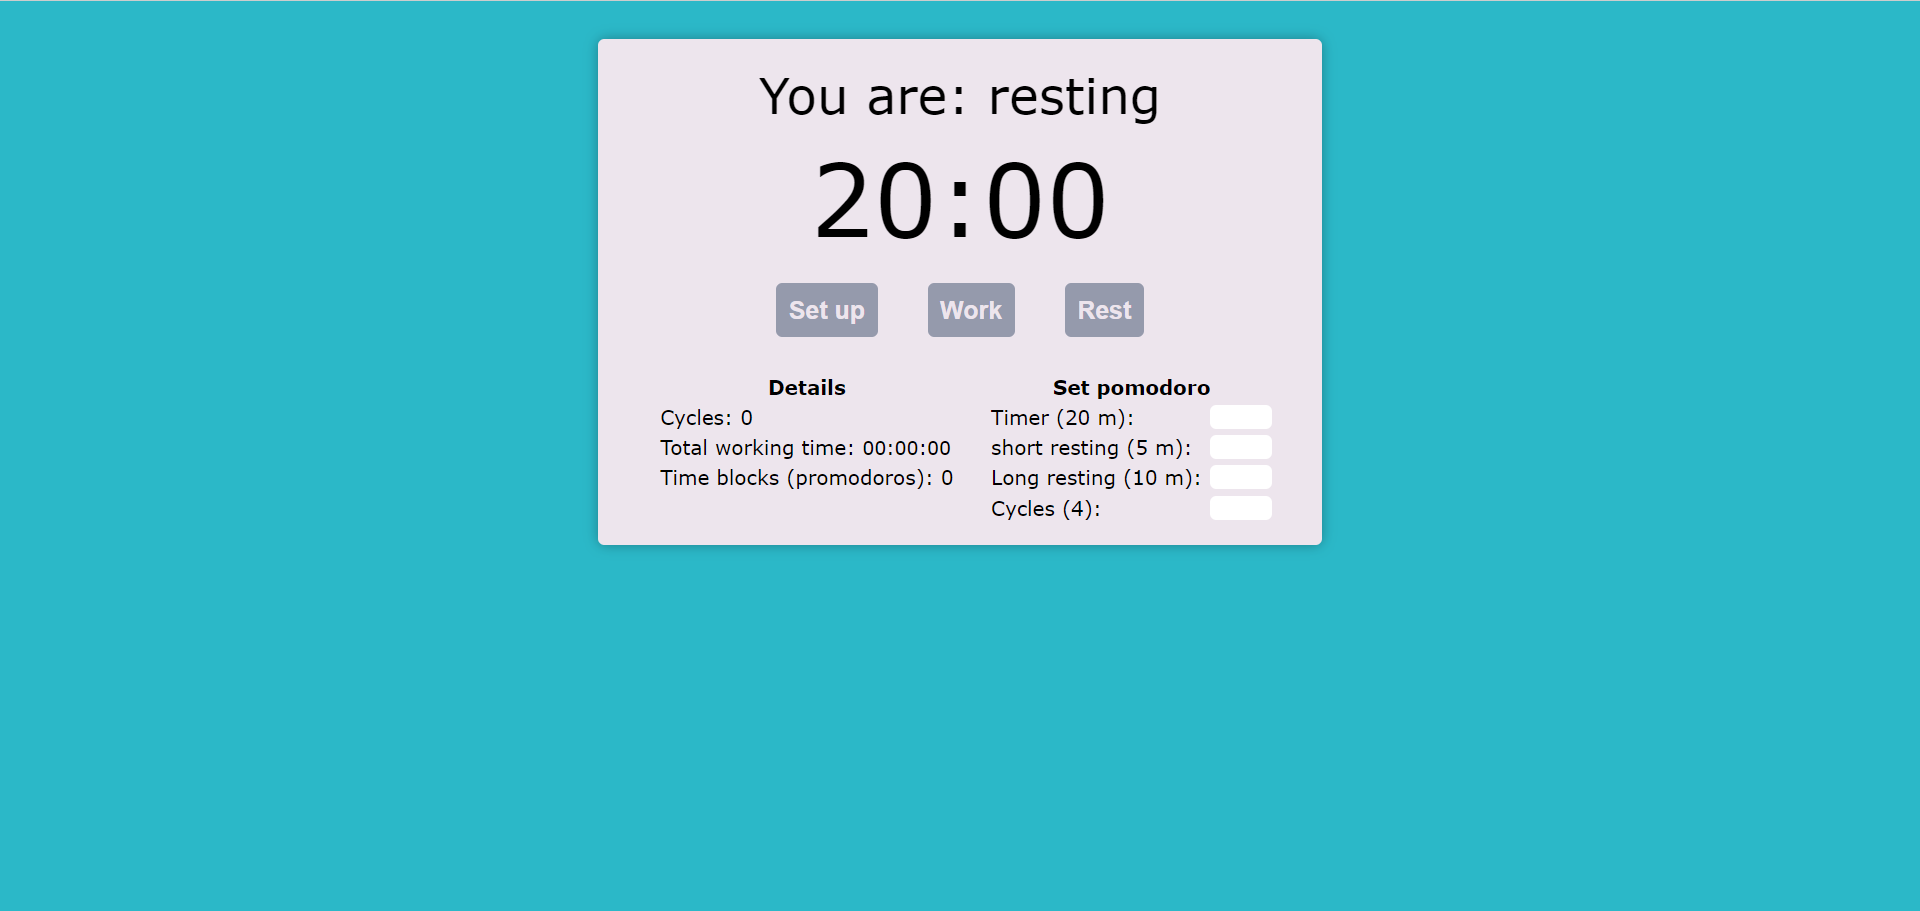 You are: resting
20:00
Set up Work Rest
Details
Cycles: 0
Total working time: 00:00:00
Time blocks (promodoros): 0
Set pomodoro
Timer (20 m):
short resting (5 m):
Long resting (10 m):
Cycles (4):